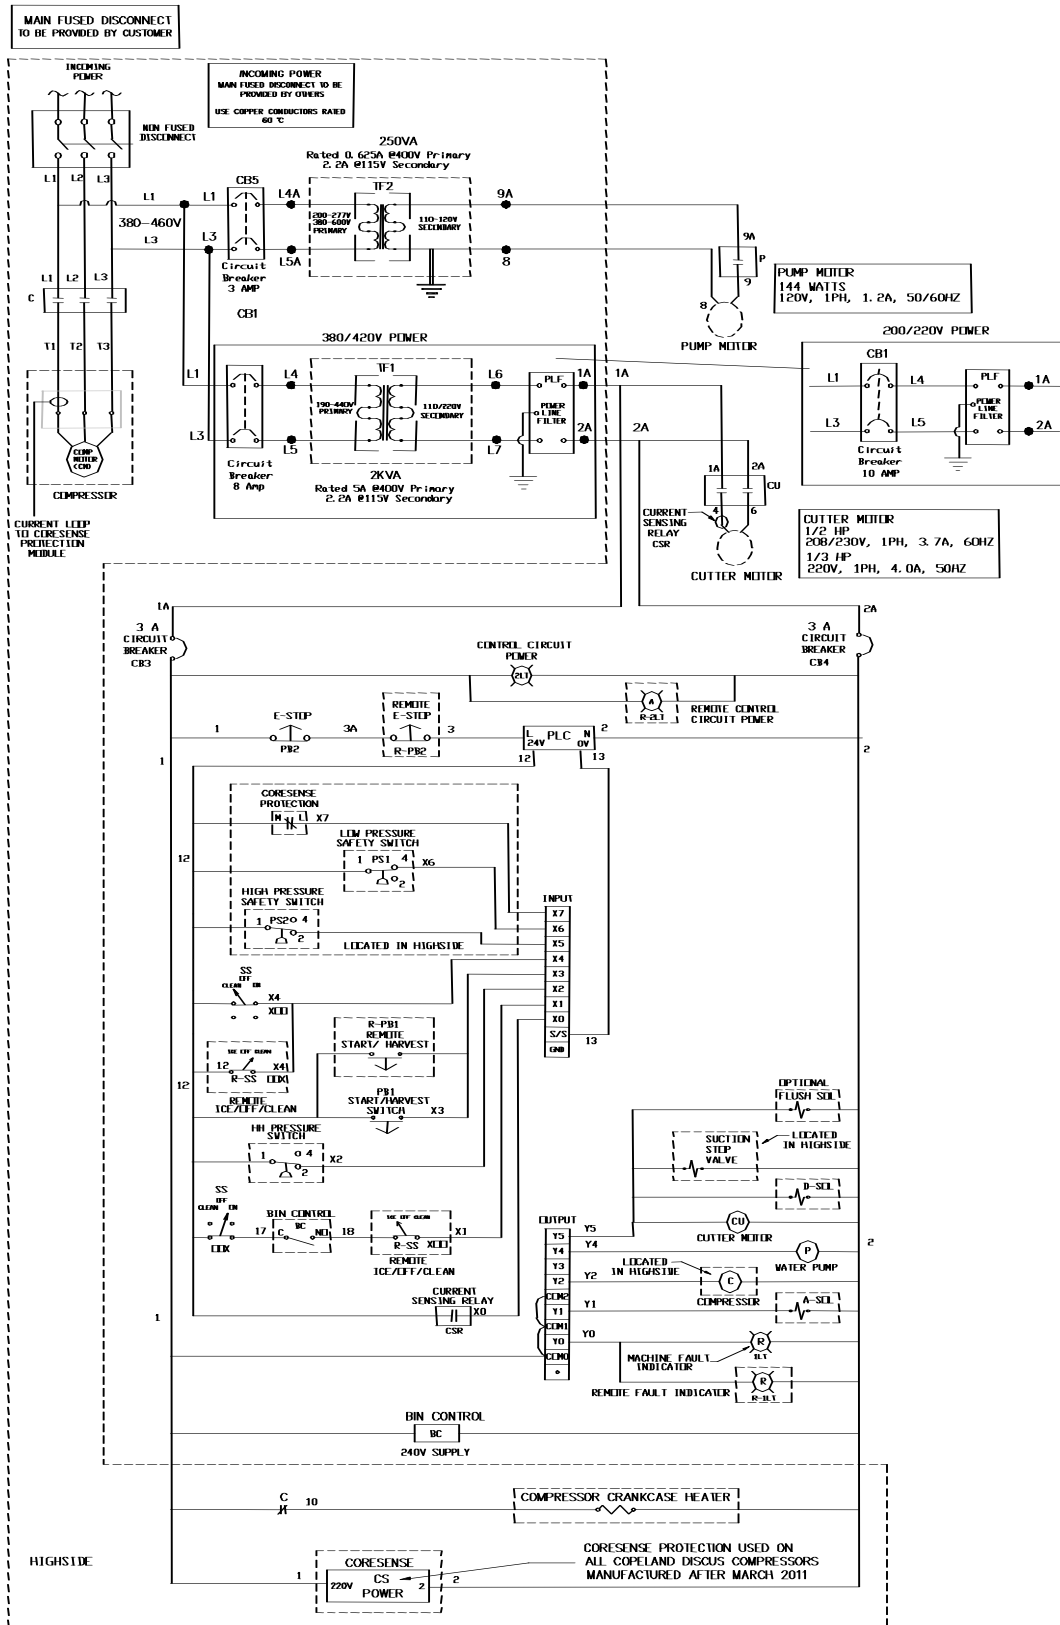 MAIN FUSED DISCONNECT
TO BE PROVIDED BY CUSTOMER
INCOMING
POWER
INCOMING POWER
MAIN FUSED DISCONNECT TO BE
PROVIDED BY OTHERS
USE COPPER CONDUCTORS RATED
60 °C
NON FUSED
DISCONNECT
L1 L2 L3
250VA
Rated 0.625A @400V Primary
2.2A @115V Secondary
L1
L1
CB5
L4A
TF2
9A
380-460V
200-277V
380-600V
PRIMARY
110-120V
SECONDARY
L3
L3
L5A
8
Circuit
Breaker
3 AMP
9A
P
9
8
PUMP MOTOR
144 WATTS
120V, 1PH, 1.2A, 50/60HZ
PUMP MOTOR
L1 L2 L3
C
T1 T2 T3
CB1
380/420V POWER
L1
L4
TF1
L6
PLF
1A
1A
190-440V
PRIMARY
110/220V
SECONDARY
POWER
LINE
FILTER
L3
L5
L7
2A
2A
Circuit
Breaker
8 Amp
2KVA
Rated 5A @400V Primary
2.2A @115V Secondary
200/220V POWER
CB1
L1
L4
PLF
1A
POWER
LINE
FILTER
L3
L5
2A
Circuit
Breaker
10 AMP
COMP
MOTOR
COMPRESSOR
CURRENT LOOP
TO CORESENSE
PROTECTION
MODULE
1A
2A
CU
4
6
CURRENT
SENSING
RELAY
CSR
CUTTER MOTOR
CUTTER MOTOR
1/2 HP
208/230V, 1PH, 3.7A, 60HZ
1/3 HP
220V, 1PH, 4.0A, 50HZ
1A
2A
3 A
CIRCUIT
BREAKER
CB3
3 A
CIRCUIT
BREAKER
CB4
CONTROL CIRCUIT
POWER
2LT
A
R-2LT
REMOTE CONTROL
CIRCUIT POWER
1
E-STOP
PB2
3A
REMOTE
E-STOP
R-PB2
3
L PLC N
24V 0V
2
12
13
1
2
CORESENSE
PROTECTION
M L1
X7
LOW PRESSURE
SAFETY SWITCH
1 PS1 4
2
X6
12
HIGH PRESSURE
SAFETY SWITCH
1 PS2 4
2
LOCATED IN HIGHSIDE
INPUT
X7
X6
X5
X4
X3
X2
X1
X0
S/S
GND
13
SS
OFF
CLEAN ON
X4
XOO
ICE OFF CLEAN
12
X4
R-SS
OOX
REMOTE
ICE/OFF/CLEAN
R-PB1
REMOTE
START/ HARVEST
12
PB1
START/HARVEST
SWITCH
X3
HH PRESSURE
SWITCH
1
4
2
X2
SS
OFF
CLEAN ON
OOX
17
BIN CONTROL
BC
C NO
18
ICE OFF CLEAN
R-SS XOO
X1
REMOTE
ICE/OFF/CLEAN
CURRENT
SENSING RELAY
X0
CSR
1
OUTPUT
Y5
Y4
Y3
Y2
COM2
Y1
COM1
Y0
COM0
OPTIONAL
FLUSH SOL
SUCTION
STOP
VALVE
LOCATED
IN HIGHSIDE
D-SOL
Y5
CU
CUTTER MOTOR
Y4
P
WATER PUMP
2
LOCATED
IN HIGHSIDE
Y2
C
COMPRESSOR
Y1
A-SOL
Y0
R
1LT
MACHINE FAULT
INDICATOR
R
R-1LT
REMOTE FAULT INDICATOR
BIN CONTROL
BC
240V SUPPLY
C
10
COMPRESSOR CRANKCASE HEATER
HIGHSIDE
1
CORESENSE
CS
220V
POWER
2
2
CORESENSE PROTECTION USED ON
ALL COPELAND DISCUS COMPRESSORS
MANUFACTURED AFTER MARCH 2011